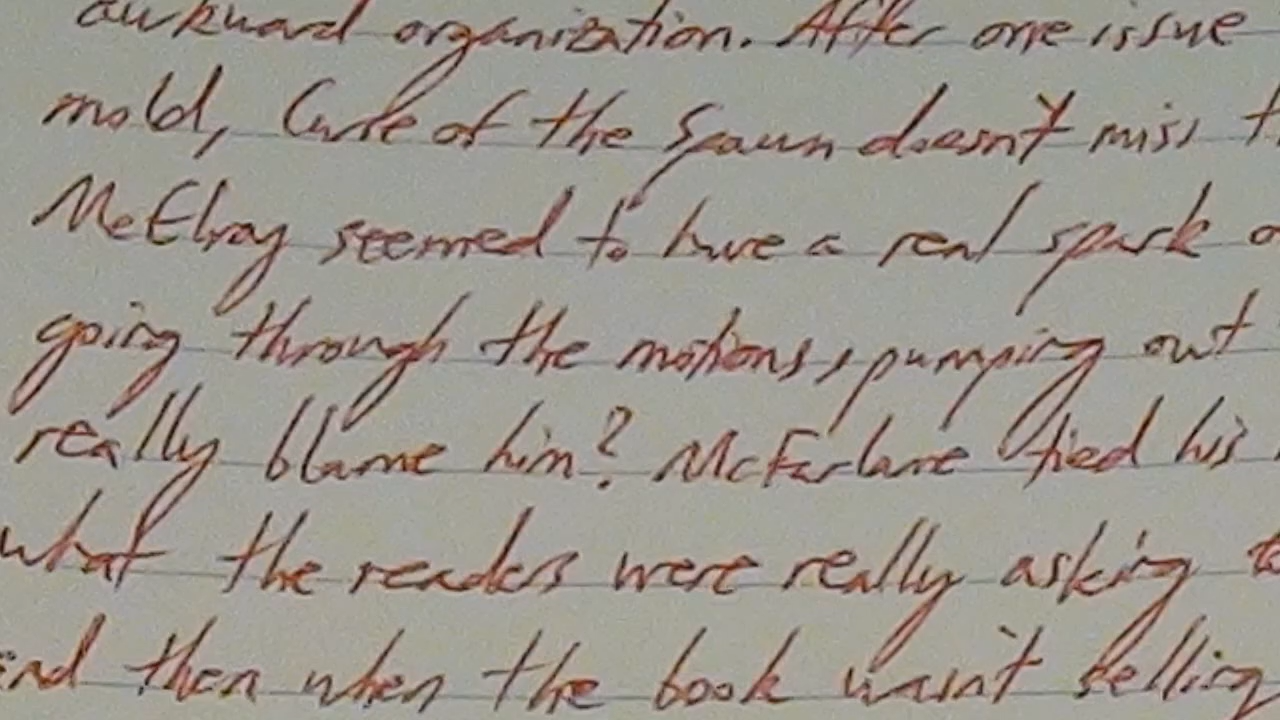 awkward organization. After one issue
mold, Curse of the Spawn doesn't miss
McElroy seemed to have a real spark
going through the motions, pumping out
really blame him? McFarlane tied his
what the readers were really asking
and then when the book wasn't selling